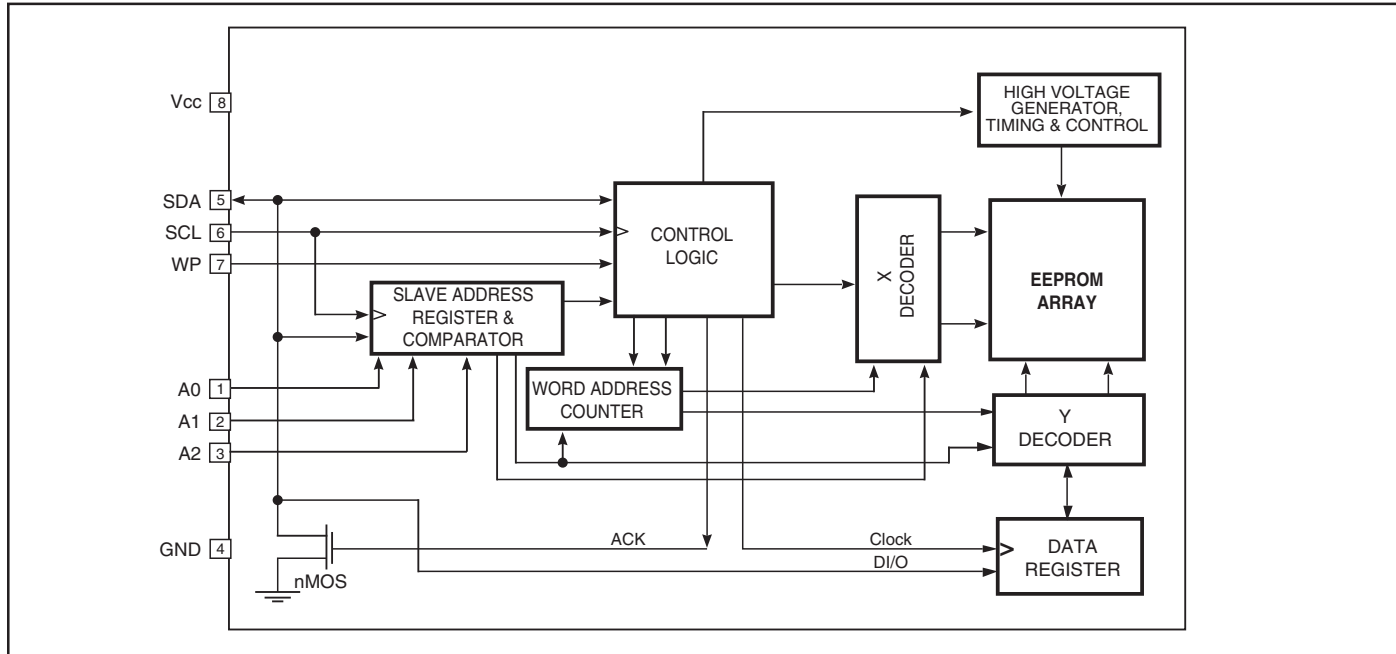 Vcc 8
SDA 5
SCL 6
WP 7
A0 1
A1 2
A2 3
GND 4
nMOS
SLAVE ADDRESS
REGISTER &
COMPARATOR
CONTROL
LOGIC
WORD ADDRESS
COUNTER
HIGH VOLTAGE
GENERATOR,
TIMING & CONTROL
X
DECODER
EEPROM
ARRAY
Y
DECODER
ACK
Clock
DI/O
DATA
REGISTER